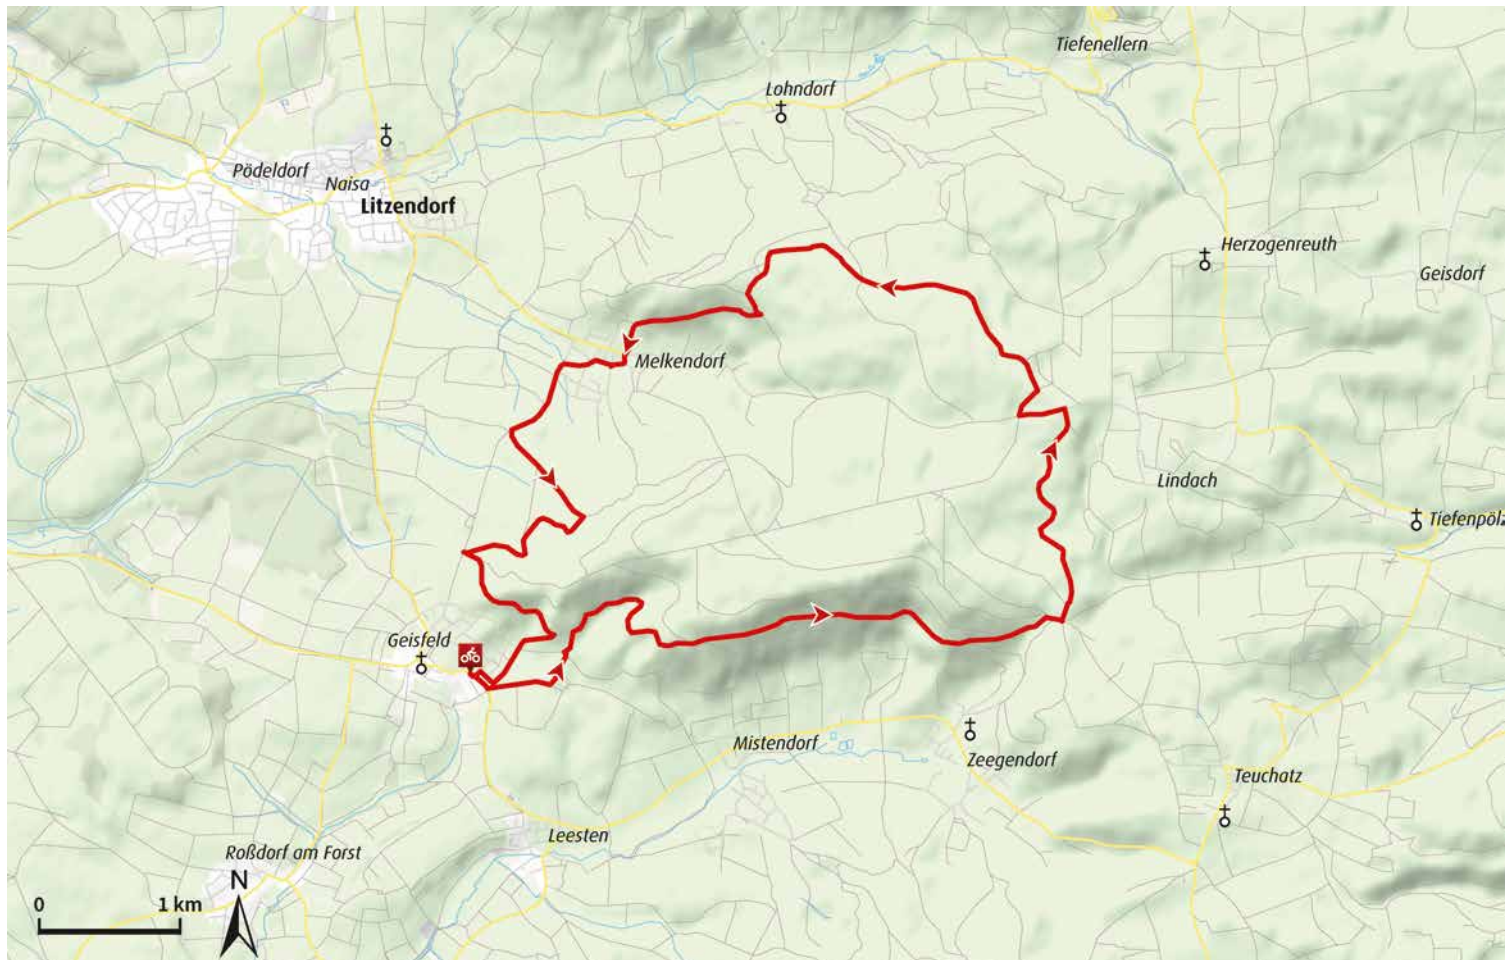 Tiefenellern
Lohndorf
Pödeldorf
Naisa
Litzendorf
Herzogenreuth
Geisdorf
Melkendorf
Lindach
Tiefenpölz
Geisfeld
Mistendorf
Zeegendorf
Teuchatz
Leesten
Roßdorf am Forst
N
0 1 km